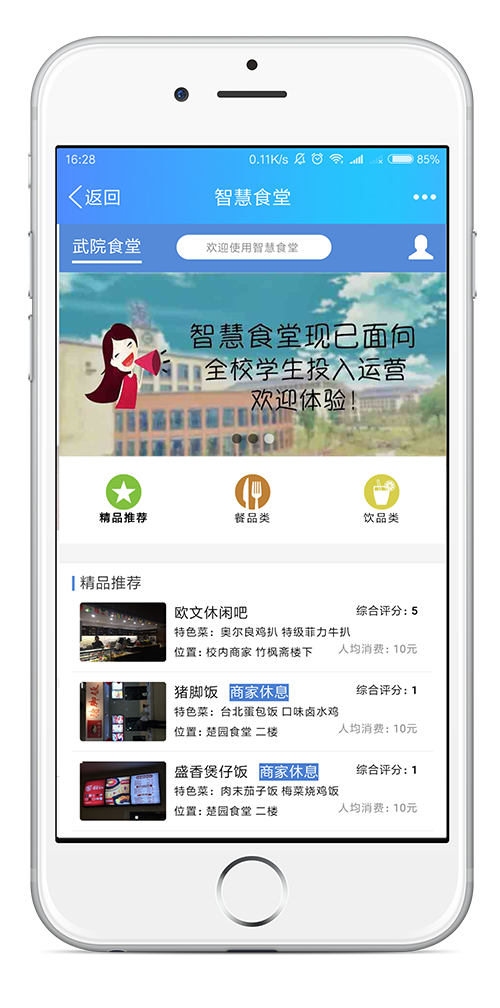 16:28 0.11K/s 85%
返回 智慧食堂
武院食堂 欢迎使用智慧食堂
智慧食堂现已面向
全校学生投入运营
欢迎体验!
精品推荐 餐品类 饮品类
精品推荐
欧文休闲吧 综合评分: 5
特色菜: 奥尔良鸡扒 特级菲力牛扒
位置: 校内商家 竹枫斋楼下 人均消费: 10元
猪脚饭 商家休息 综合评分: 1
特色菜: 台北蛋包饭 口味卤水鸡
位置: 楚园食堂 二楼 人均消费: 10元
盛香煲仔饭 商家休息 综合评分: 1
特色菜: 肉末茄子饭 梅菜烧鸡饭
位置: 楚园食堂 二楼 人均消费: 10元